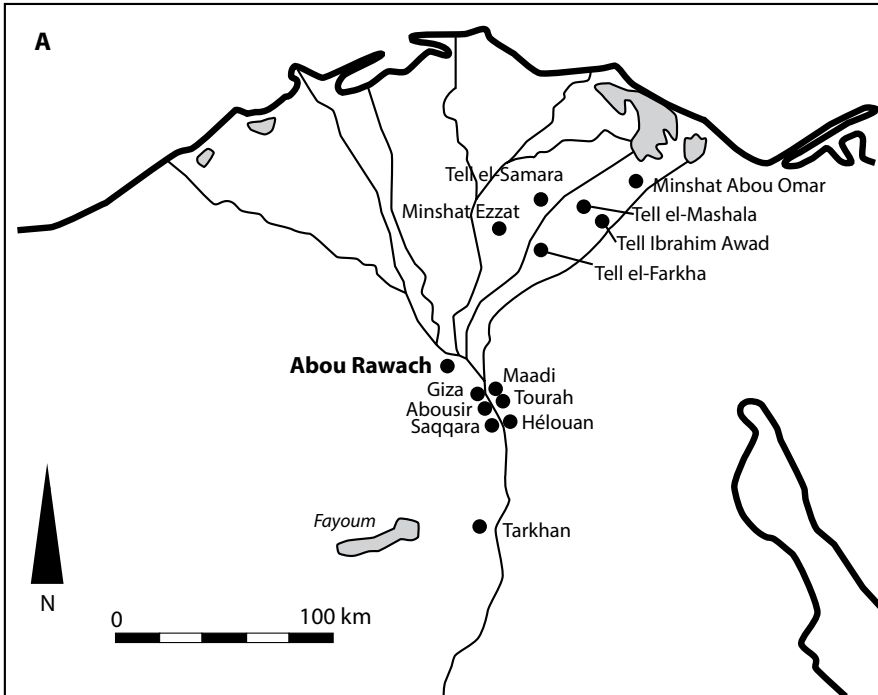 A
Tell el-Samara
Minshat Abou Omar
Minshat Ezzat
Tell el-Mashala
Tell Ibrahim Awad
Tell el-Farkha
Abou Rawach
Maadi
Giza
Tourah
Abousir
Saqqara
Hélouan
Fayoum
Tarkhan
N
0
100 km